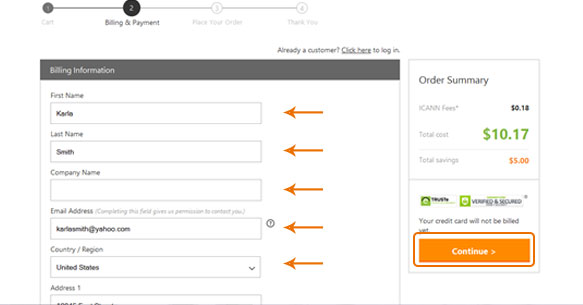 1 2 3 4
Cart Billing & Payment Place Your Order Thank You
Already a customer? Click here to log in.
Billing Information
First Name
Karla
Last Name
Smith
Company Name
Email Address (Completing this field gives us permission to contact you.)
karlasmith@yahoo.com
Country / Region
United States
Address 1
Order Summary
ICANN Fees* $0.18
Total cost $10.17
Total savings $5.00
TRUSTe VERIFIED & SECURED
Your credit card will not be billed
yet.
Continue >